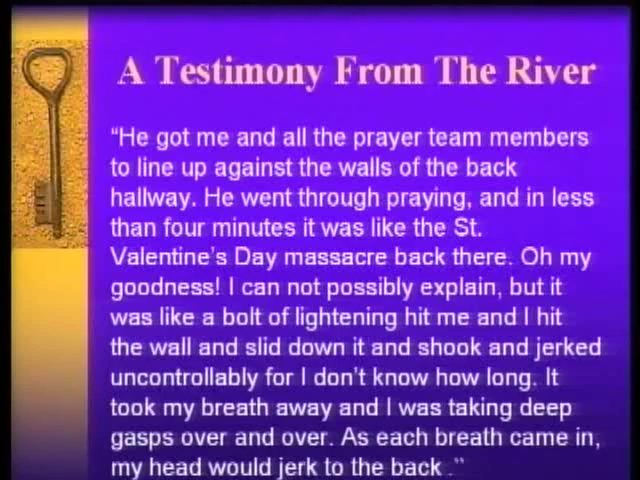 A Testimony From The River
“He got me and all the prayer team members
to line up against the walls of the back
hallway. He went through praying, and in less
than four minutes it was like the St.
Valentine’s Day massacre back there. Oh my
goodness! I can not possibly explain, but it
was like a bolt of lightening hit me and I hit
the wall and slid down it and shook and jerked
uncontrollably for I don’t know how long. It
took my breath away and I was taking deep
gasps over and over. As each breath came in,
my head would jerk to the back .”